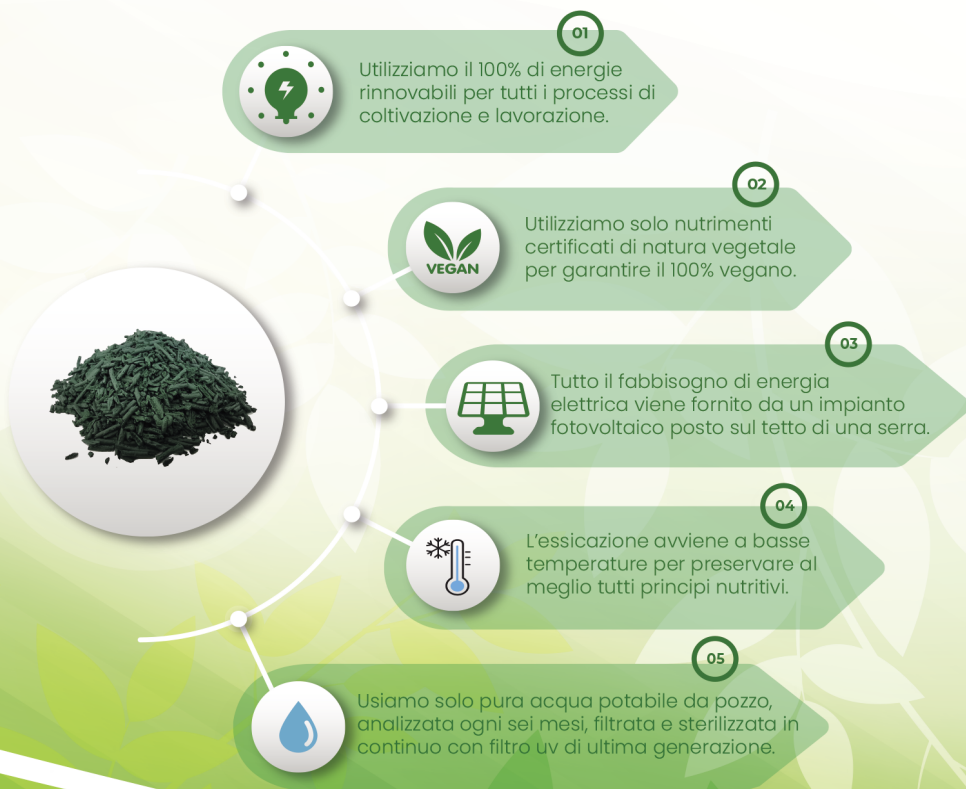 01
Utilizziamo il 100% di energie
rinnovabili per tutti i processi di
coltivazione e lavorazione.
02
VEGAN
Utilizziamo solo nutrimenti
certificati di natura vegetale
per garantire il 100% vegano.
03
Tutto il fabbisogno di energia
elettrica viene fornito da un impianto
fotovoltaico posto sul tetto di una serra.
04
L’essicazione avviene a basse
temperature per preservare al
meglio tutti principi nutritivi.
05
Usiamo solo pura acqua potabile da pozzo,
analizzata ogni sei mesi, filtrata e sterilizzata in
continuo con filtro uv di ultima generazione.